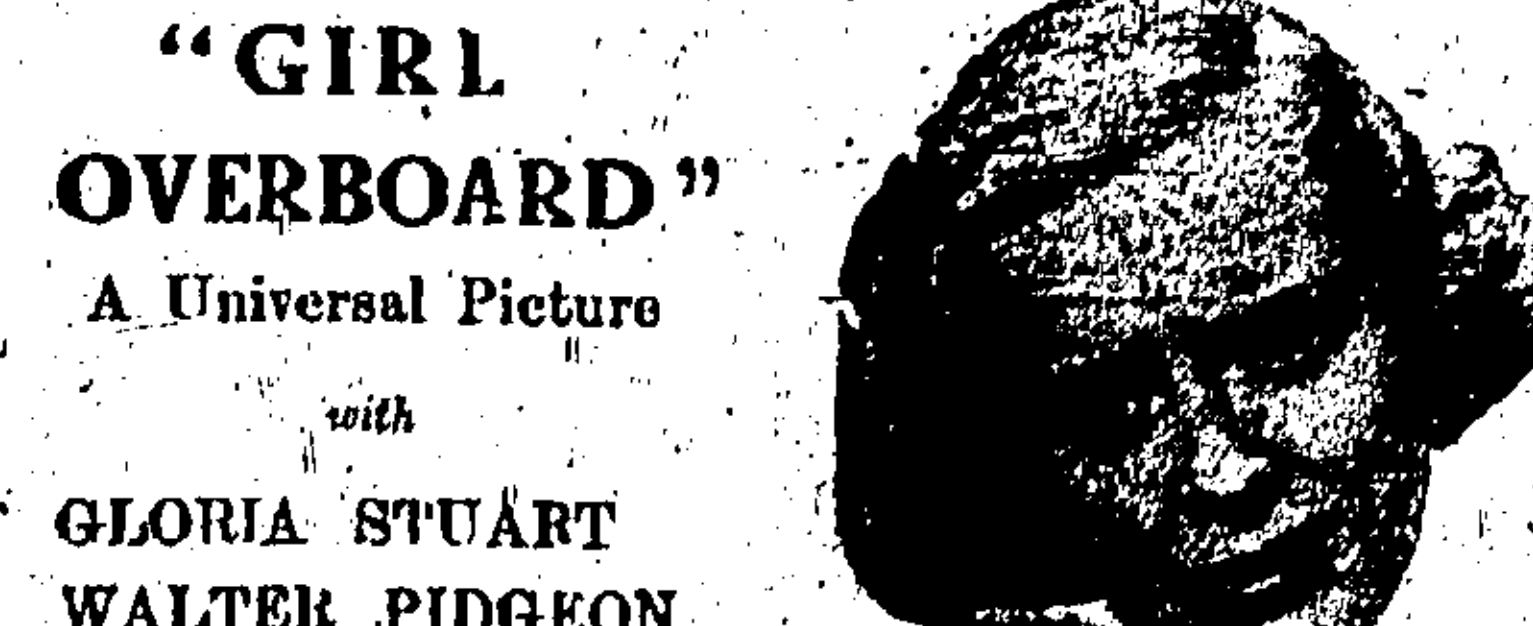 “GIRL
OVERBOARD”
A Universal Picture
with
GLORIA STUART
WALTER PIDGEON